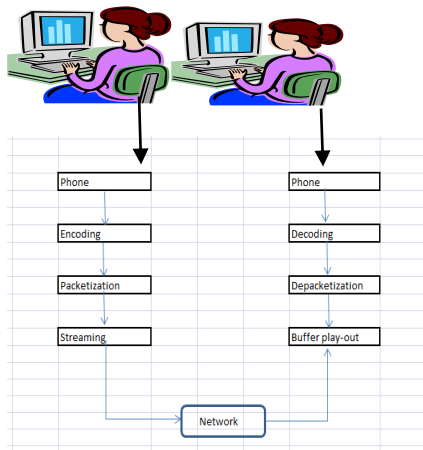 Phone
Phone
Encoding
Decoding
Packetization
Depacketization
Streaming
Buffer play-out
Network